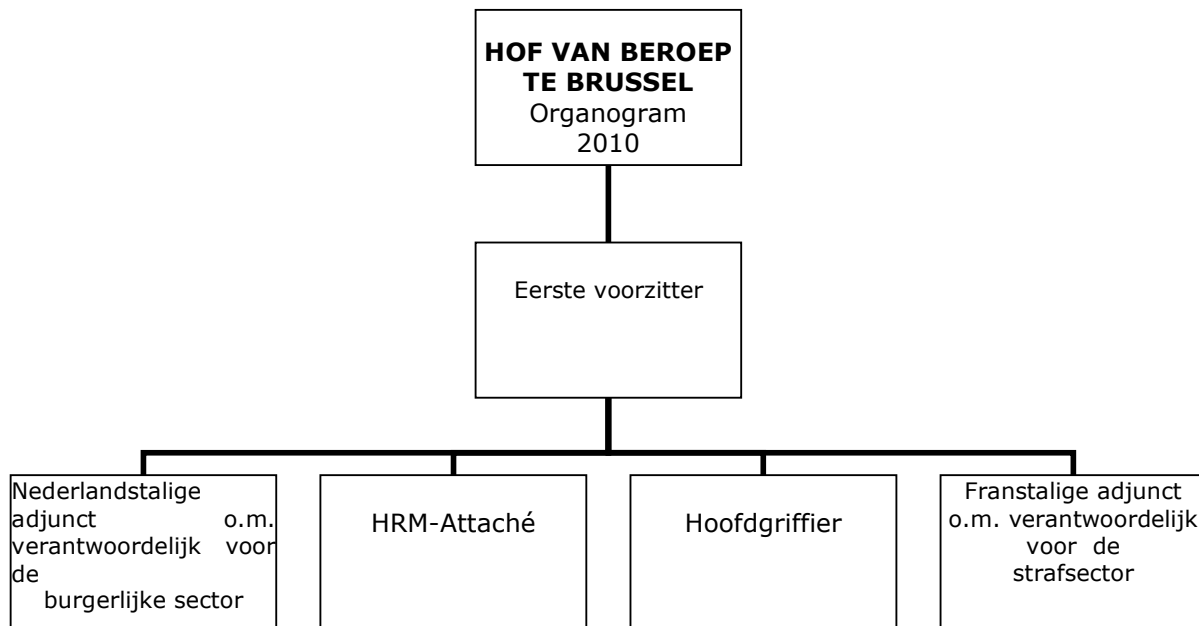 HOF VAN BEROEP
TE BRUSSEL
Organogram
2010
Eerste voorzitter
Nederlandstalige
adjunct o.m.
verantwoordelijk voor
de
burgerlijke sector
HRM-Attaché
Hoofdgriffier
Franstalige adjunct
o.m. verantwoordelijk
voor de
strafsector